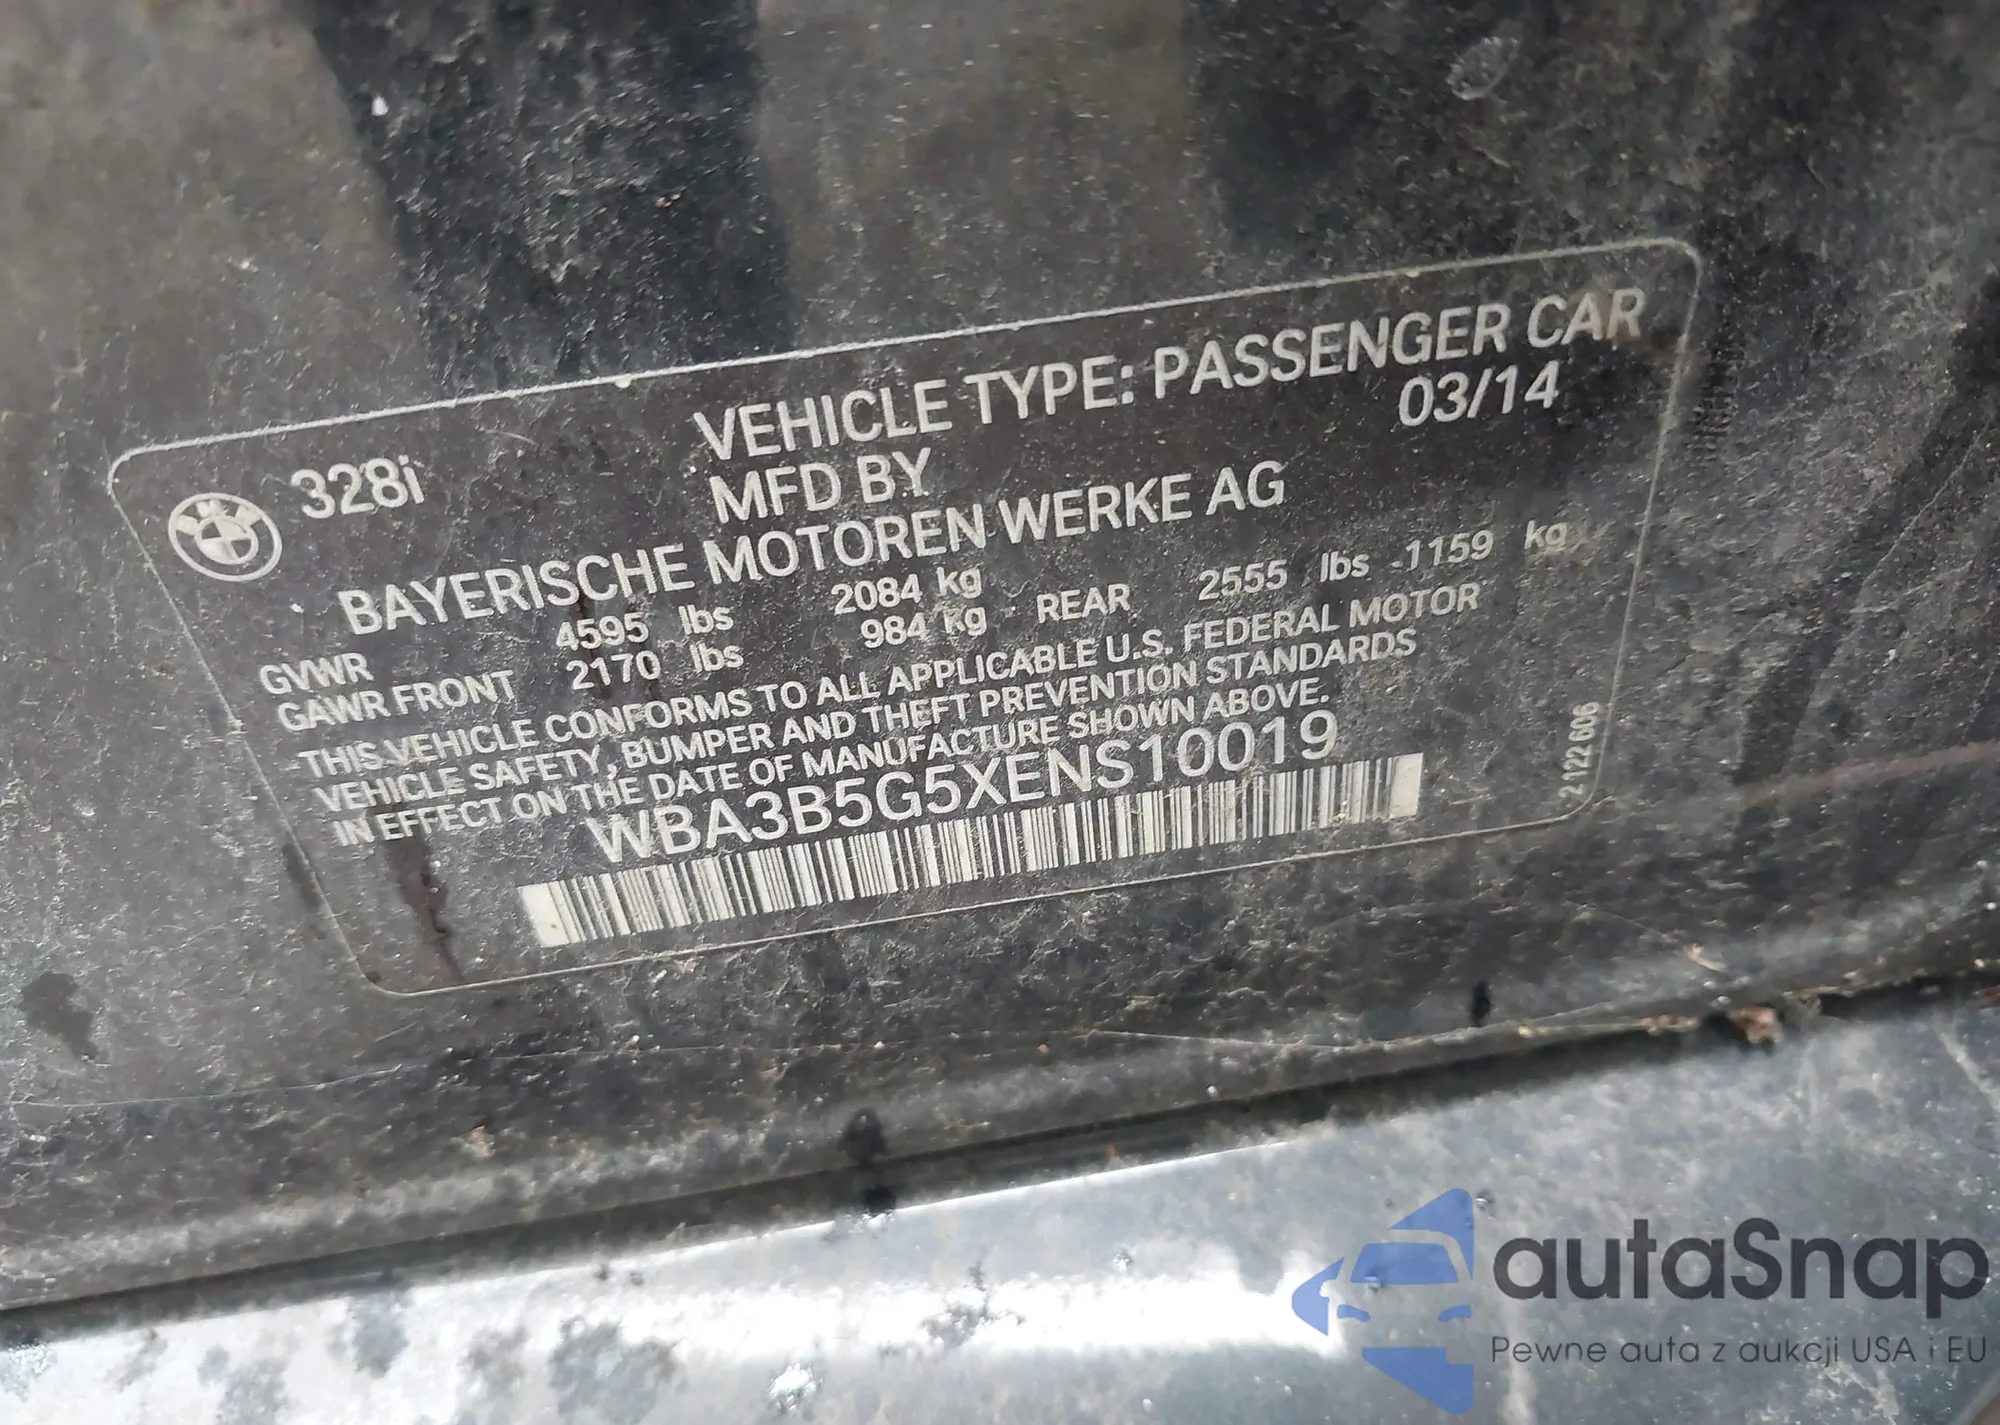 VEHICLE TYPE: PASSENGER CAR
328i MFD BY 03/14
BAYERISCHE MOTOREN WERKE AG
GVWR 4595 lbs 2084 kg
GAWR FRONT 2170 lbs 984 kg REAR 2555 lbs 1159 kg
THIS VEHICLE CONFORMS TO ALL APPLICABLE U.S. FEDERAL MOTOR
VEHICLE SAFETY, BUMPER AND THEFT PREVENTION STANDARDS
IN EFFECT ON THE DATE OF MANUFACTURE SHOWN ABOVE.
WBA3B5G5XENS10019
2 122 606
autaSnap
Pewne auta z aukcji USA i EU